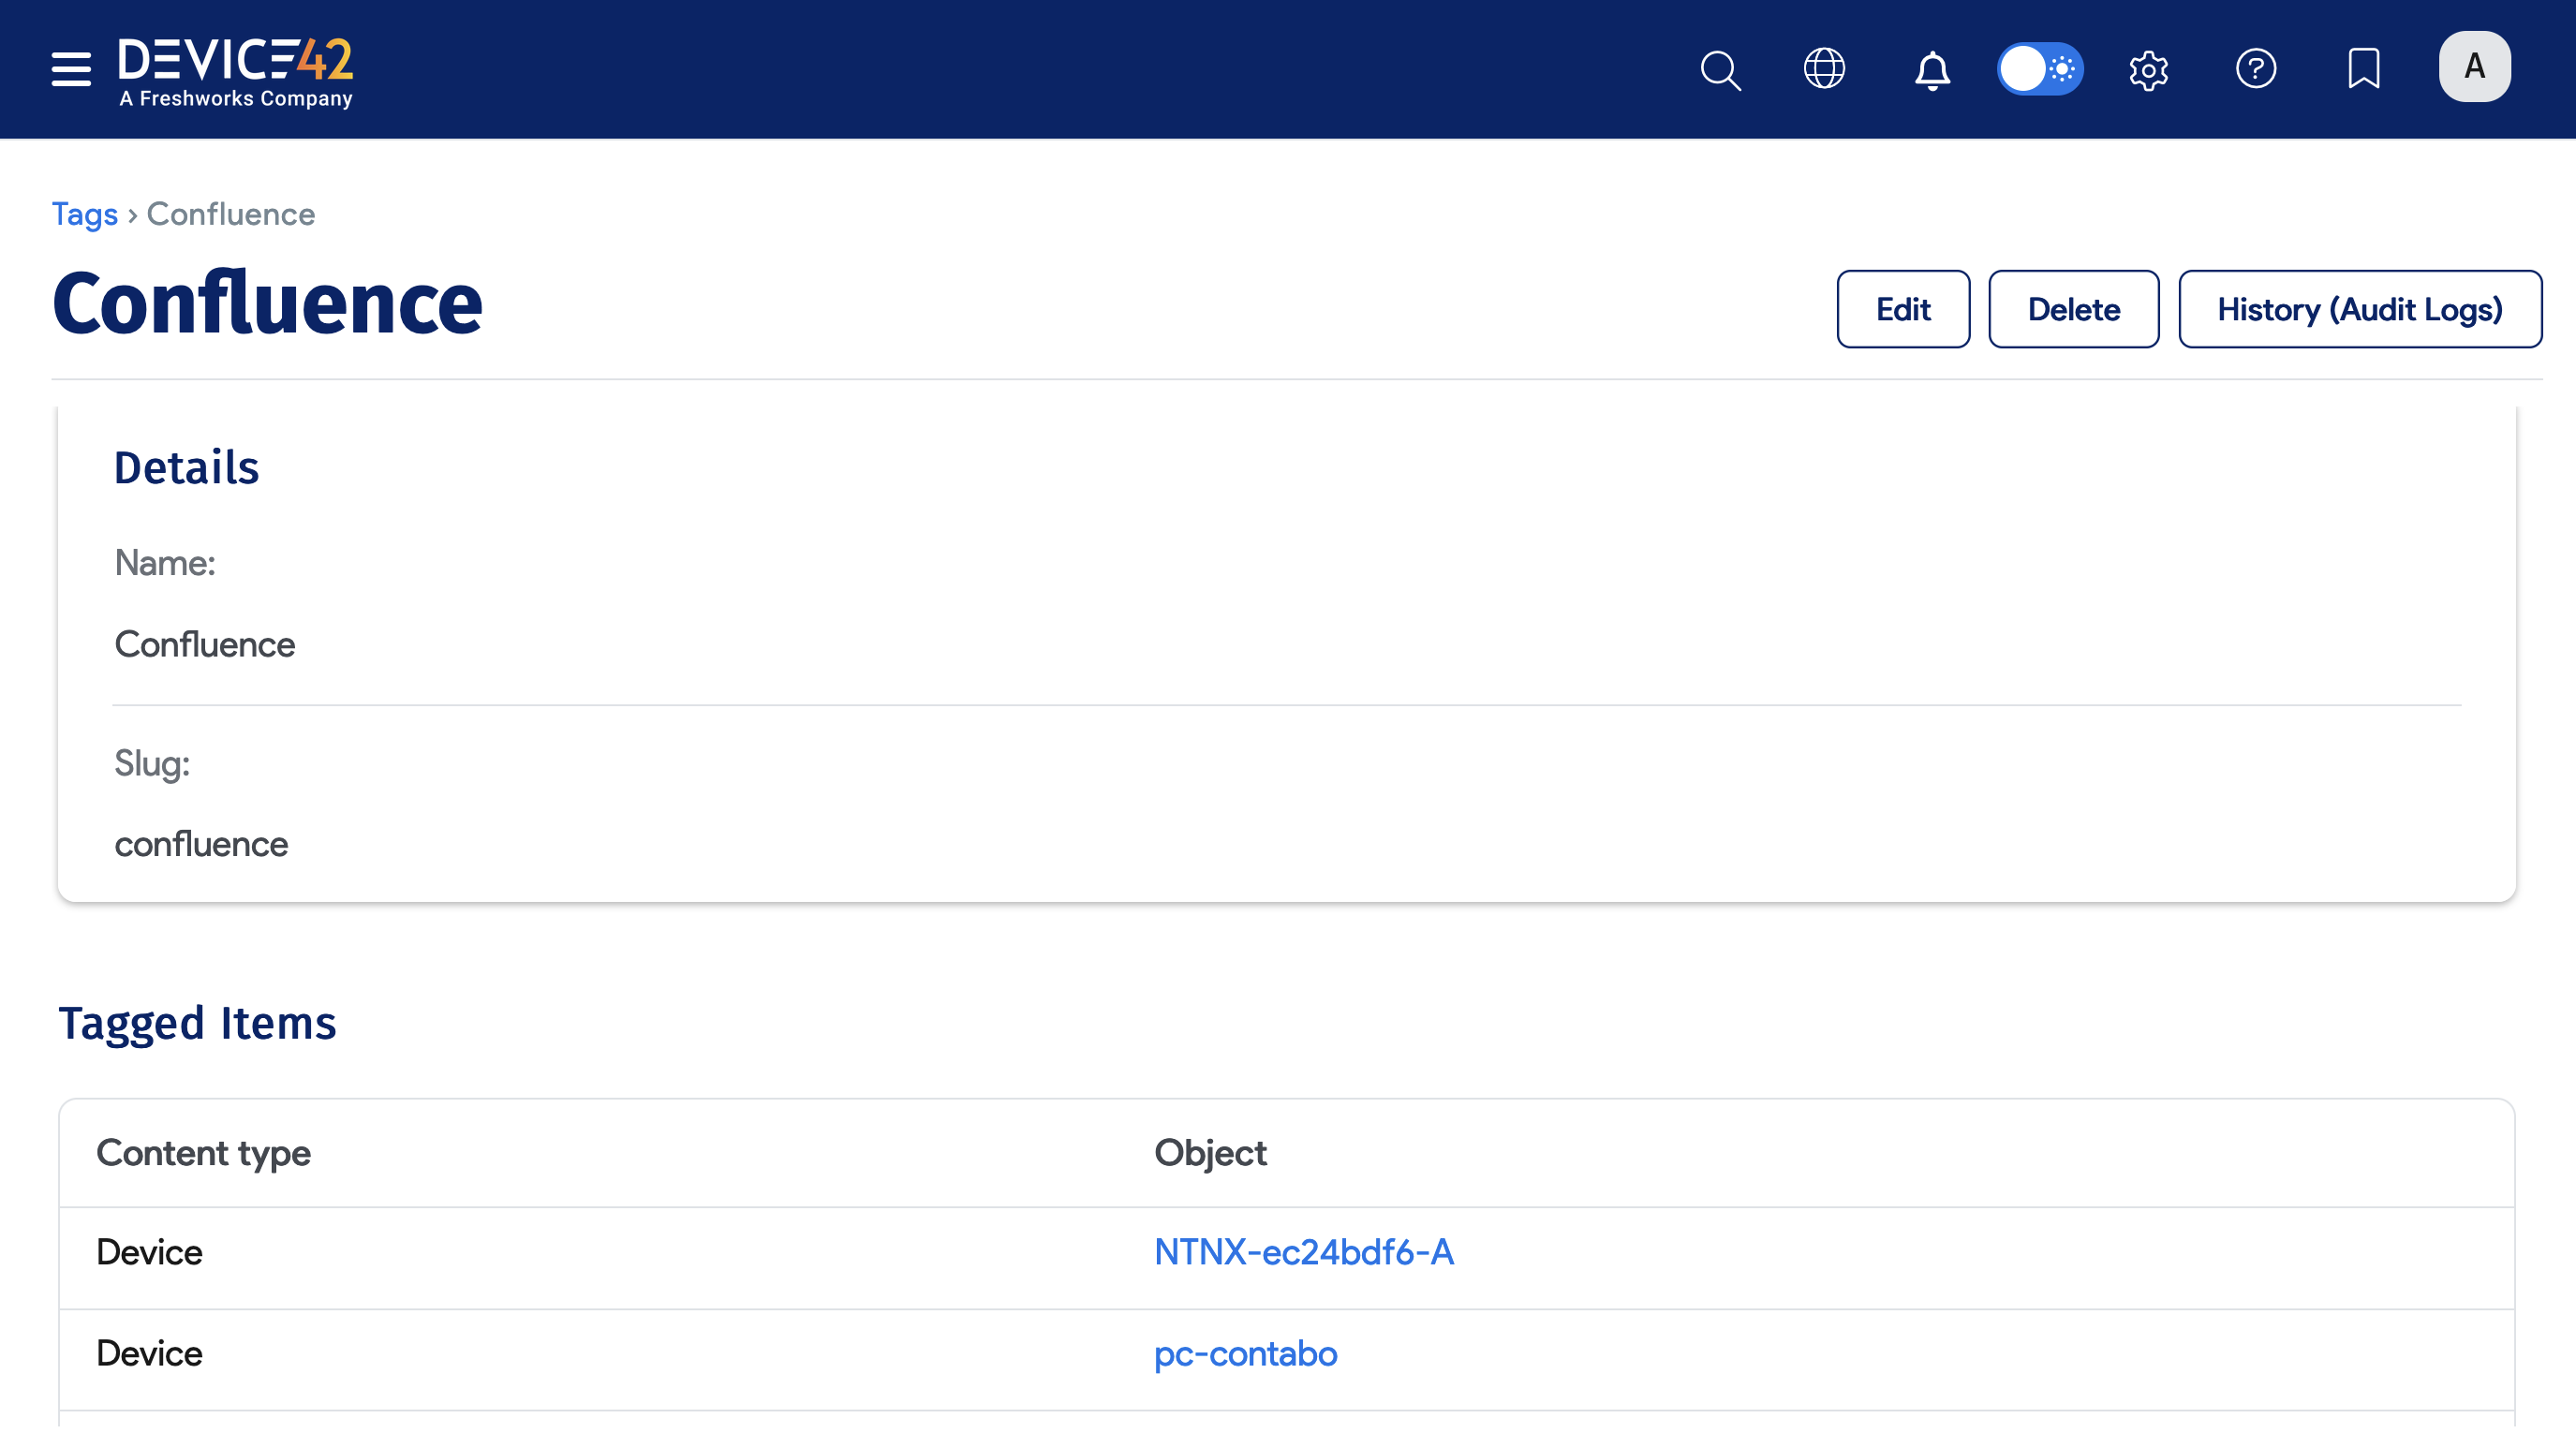 DEVICE42
A Freshworks Company
A
Tags › Confluence
Confluence
Edit
Delete
History (Audit Logs)
Details
Name:
Confluence
Slug:
confluence
Tagged Items
Content type
Object
Device
NTNX-ec24bdf6-A
Device
pc-contabo